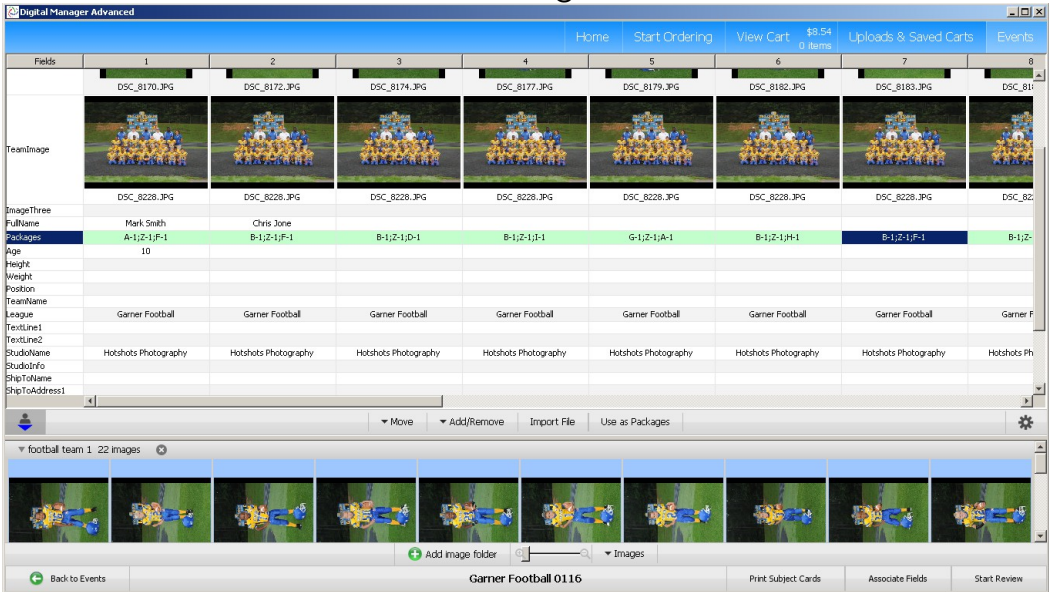 Digital Manager Advanced
Home Start Ordering View Cart $8.54 0 items Uploads & Saved Carts Events
Fields 1 2 3 4 5 6 7 8
DSC_8170.JPG DSC_8172.JPG DSC_8174.JPG DSC_8177.JPG DSC_8179.JPG DSC_8182.JPG DSC_8183.JPG DSC_81
TeamImage
DSC_8228.JPG DSC_8228.JPG DSC_8228.JPG DSC_8228.JPG DSC_8228.JPG DSC_8228.JPG DSC_8228.JPG DSC_82
ImageThree
FullName Mark Smith Chris Jone
Packages A-1;Z-1;F-1 B-1;Z-1;F-1 B-1;Z-1;D-1 B-1;Z-1;I-1 G-1;Z-1;A-1 B-1;Z-1;H-1 B-1;Z-1;F-1 B-1;Z-
Age 10
Height
Weight
Position
TeamName
League Garner Football Garner Football Garner Football Garner Football Garner Football Garner Football Garner Football Garner F
TextLine1
TextLine2
StudioName Hotshots Photography Hotshots Photography Hotshots Photography Hotshots Photography Hotshots Photography Hotshots Photography Hotshots Photography Hotshots Ph
StudioInfo
ShipToName
ShipToAddress1
Move Add/Remove Import File Use as Packages
football team 1 22 images
Add image folder Images
Back to Events Garner Football 0116 Print Subject Cards Associate Fields Start Review